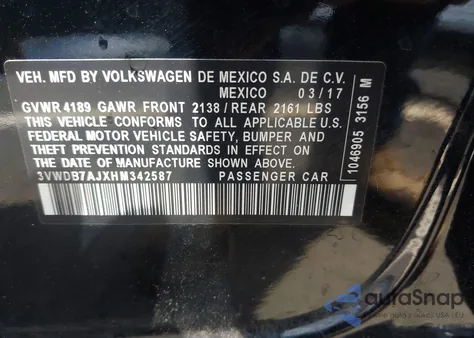 VEH. MFD BY VOLKSWAGEN DE MEXICO S.A. DE C.V.
MEXICO 03/17
GVWR 4189 GAWR FRONT 2138/REAR 2161 LBS
THIS VEHICLE CONFORMS TO ALL APPLICABLE
FEDERAL MOTOR VEHICLE SAFETY, BUMPER AND
THEFT PREVENTION STANDARDS IN EFFECT ON
THE DATE OF MANUFACTURE SHOWN ABOVE.
3VWDB7AJXHM342587 PASSENGER CAR
1046905 3156 M
auraSnap